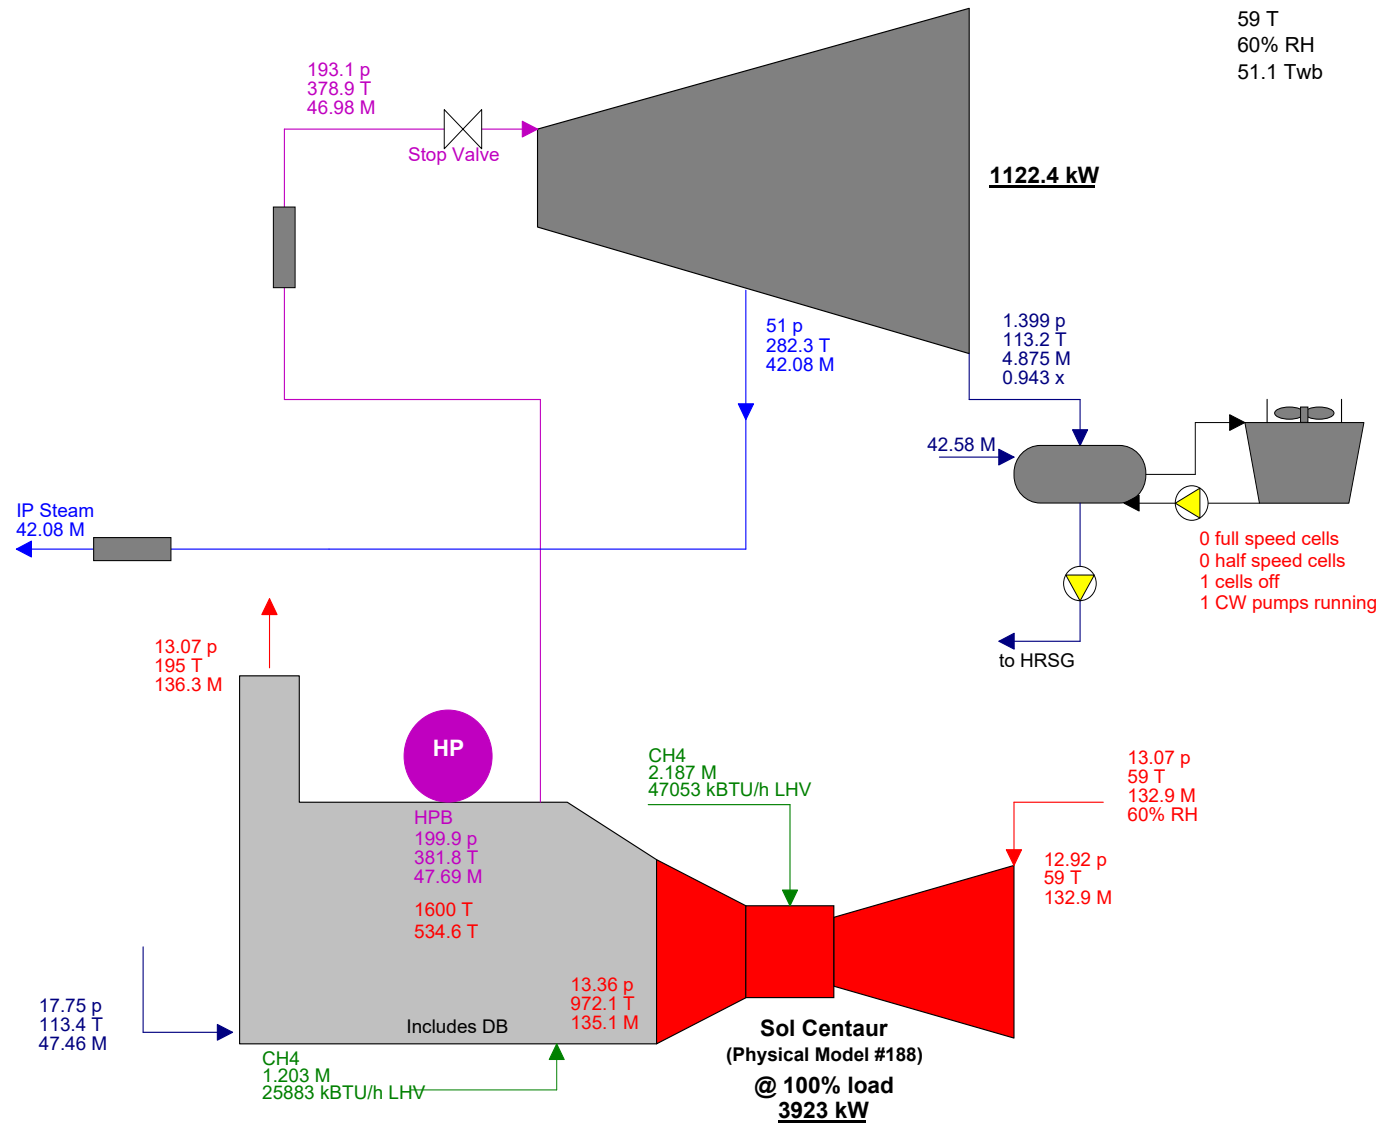 59 T
60% RH
51.1 Twb
193.1 p
378.9 T
46.98 M
Stop Valve
1122.4 kW
51 p
282.3 T
42.08 M
1.399 p
113.2 T
4.875 M
0.943 x
42.58 M
IP Steam
42.08 M
0 full speed cells
0 half speed cells
1 cells off
1 CW pumps running
to HRSG
13.07 p
195 T
136.3 M
HP
HPB
199.9 p
381.8 T
47.69 M
1600 T
534.6 T
CH4
2.187 M
47053 kBTU/h LHV
13.07 p
59 T
132.9 M
60% RH
12.92 p
59 T
132.9 M
13.36 p
972.1 T
135.1 M
17.75 p
113.4 T
47.46 M
Includes DB
CH4
1.203 M
25883 kBTU/h LHV
Sol Centaur
(Physical Model #188)
@ 100% load
3923 kW